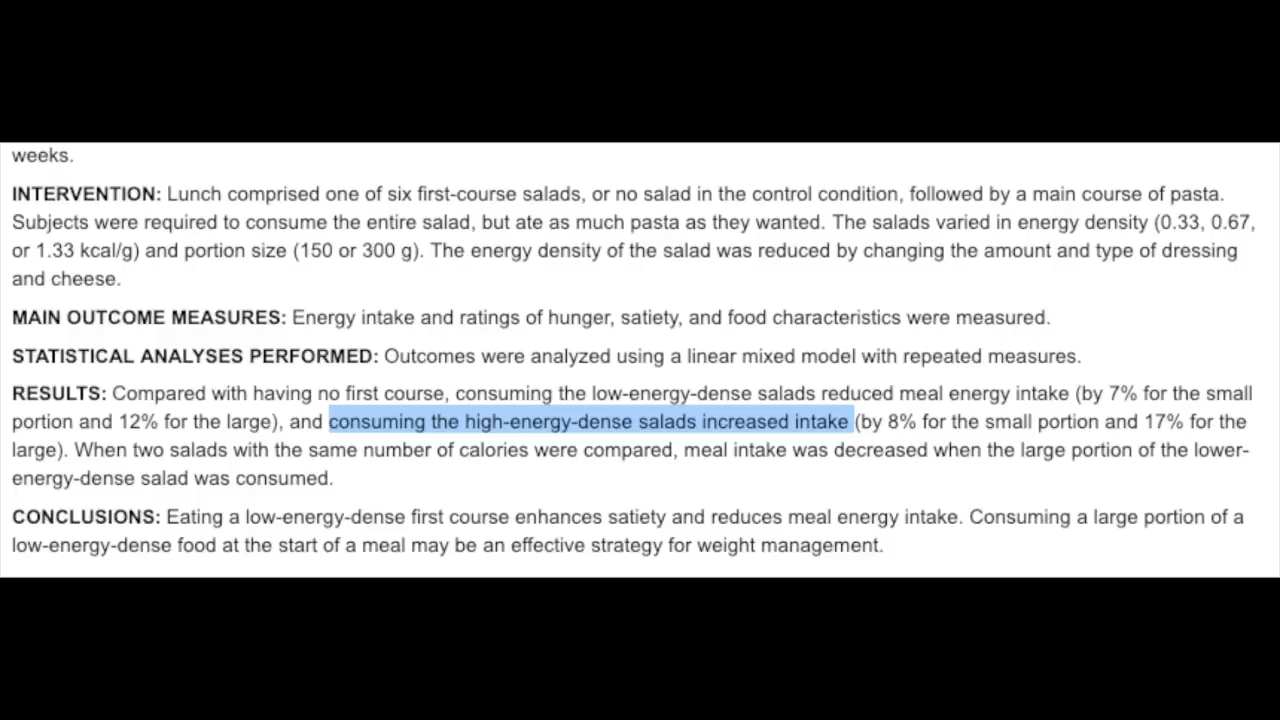 weeks.
INTERVENTION: Lunch comprised one of six first-course salads, or no salad in the control condition, followed by a main course of pasta.
Subjects were required to consume the entire salad, but ate as much pasta as they wanted. The salads varied in energy density (0.33, 0.67,
or 1.33 kcal/g) and portion size (150 or 300 g). The energy density of the salad was reduced by changing the amount and type of dressing
and cheese.
MAIN OUTCOME MEASURES: Energy intake and ratings of hunger, satiety, and food characteristics were measured.
STATISTICAL ANALYSES PERFORMED: Outcomes were analyzed using a linear mixed model with repeated measures.
RESULTS: Compared with having no first course, consuming the low-energy-dense salads reduced meal energy intake (by 7% for the small
portion and 12% for the large), and consuming the high-energy-dense salads increased intake (by 8% for the small portion and 17% for the
large). When two salads with the same number of calories were compared, meal intake was decreased when the large portion of the lower-
energy-dense salad was consumed.
CONCLUSIONS: Eating a low-energy-dense first course enhances satiety and reduces meal energy intake. Consuming a large portion of a
low-energy-dense food at the start of a meal may be an effective strategy for weight management.